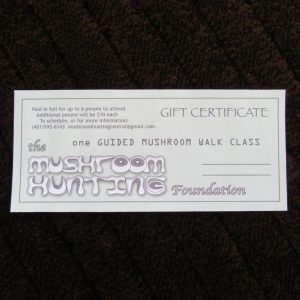 Paid in full for up to 6 people to attend
Additional people will be $10 each
To schedule, or for more information:
(401)595-6143 mushroomhuntingcentral@gmail.com
GIFT CERTIFICATE
one GUIDED MUSHROOM WALK CLASS
the
MUSHROOM
HUNTING
Foundation